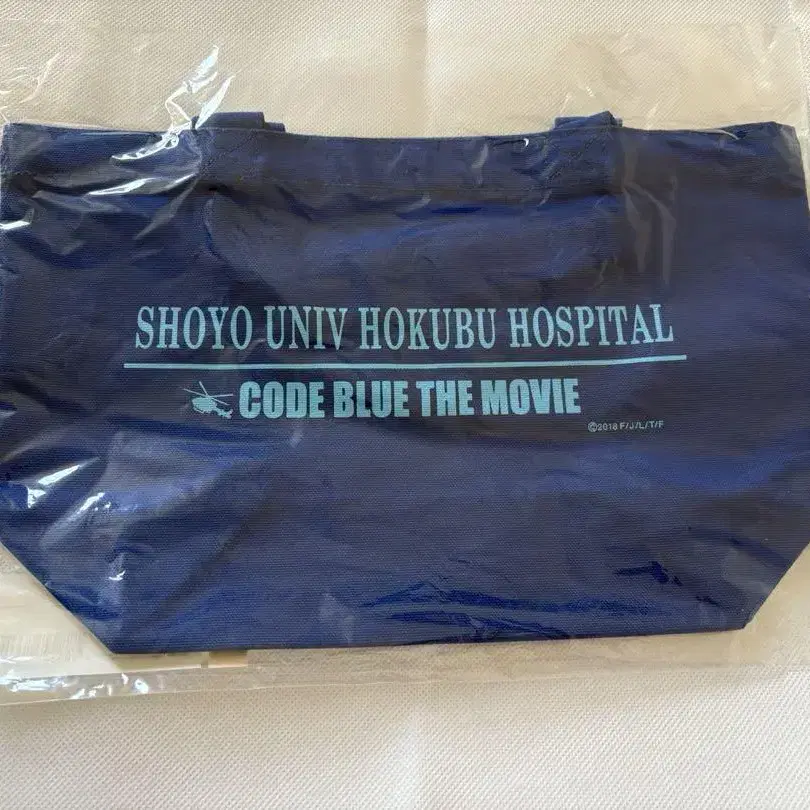 SHOYO UNIV HOKUBU HOSPITAL
CODE BLUE THE MOVIE
©2018 F/J/L/T/F